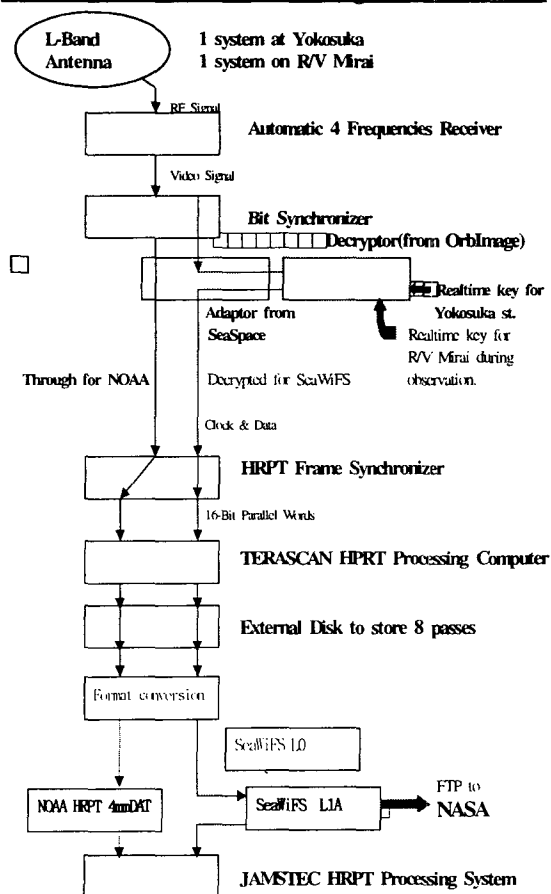 L-Band
Antenna
1 system at Yokosuka
1 system on R/V Mirai
RF Signal
Automatic 4 Frequencies Receiver
Video Signal
Bit Synchronizer
Decryptor(from OrbImage)
Adaptor from
SeaSpace
Realtime key for
Yokosuka st.
Realtime key for
R/V Mirai during
observation.
Through for NOAA
Decrypted for SeaWiFS
Clock & Data
HRPT Frame Synchronizer
16-Bit Parallel Words
TERASCAN HPRT Processing Computer
External Disk to store 8 passes
Format conversion
SeaWiFS L0
NOAA HRPT 4mmDAT
SeaWiFS L1A
FTP to
NASA
JAMSTEC HRPT Processing System